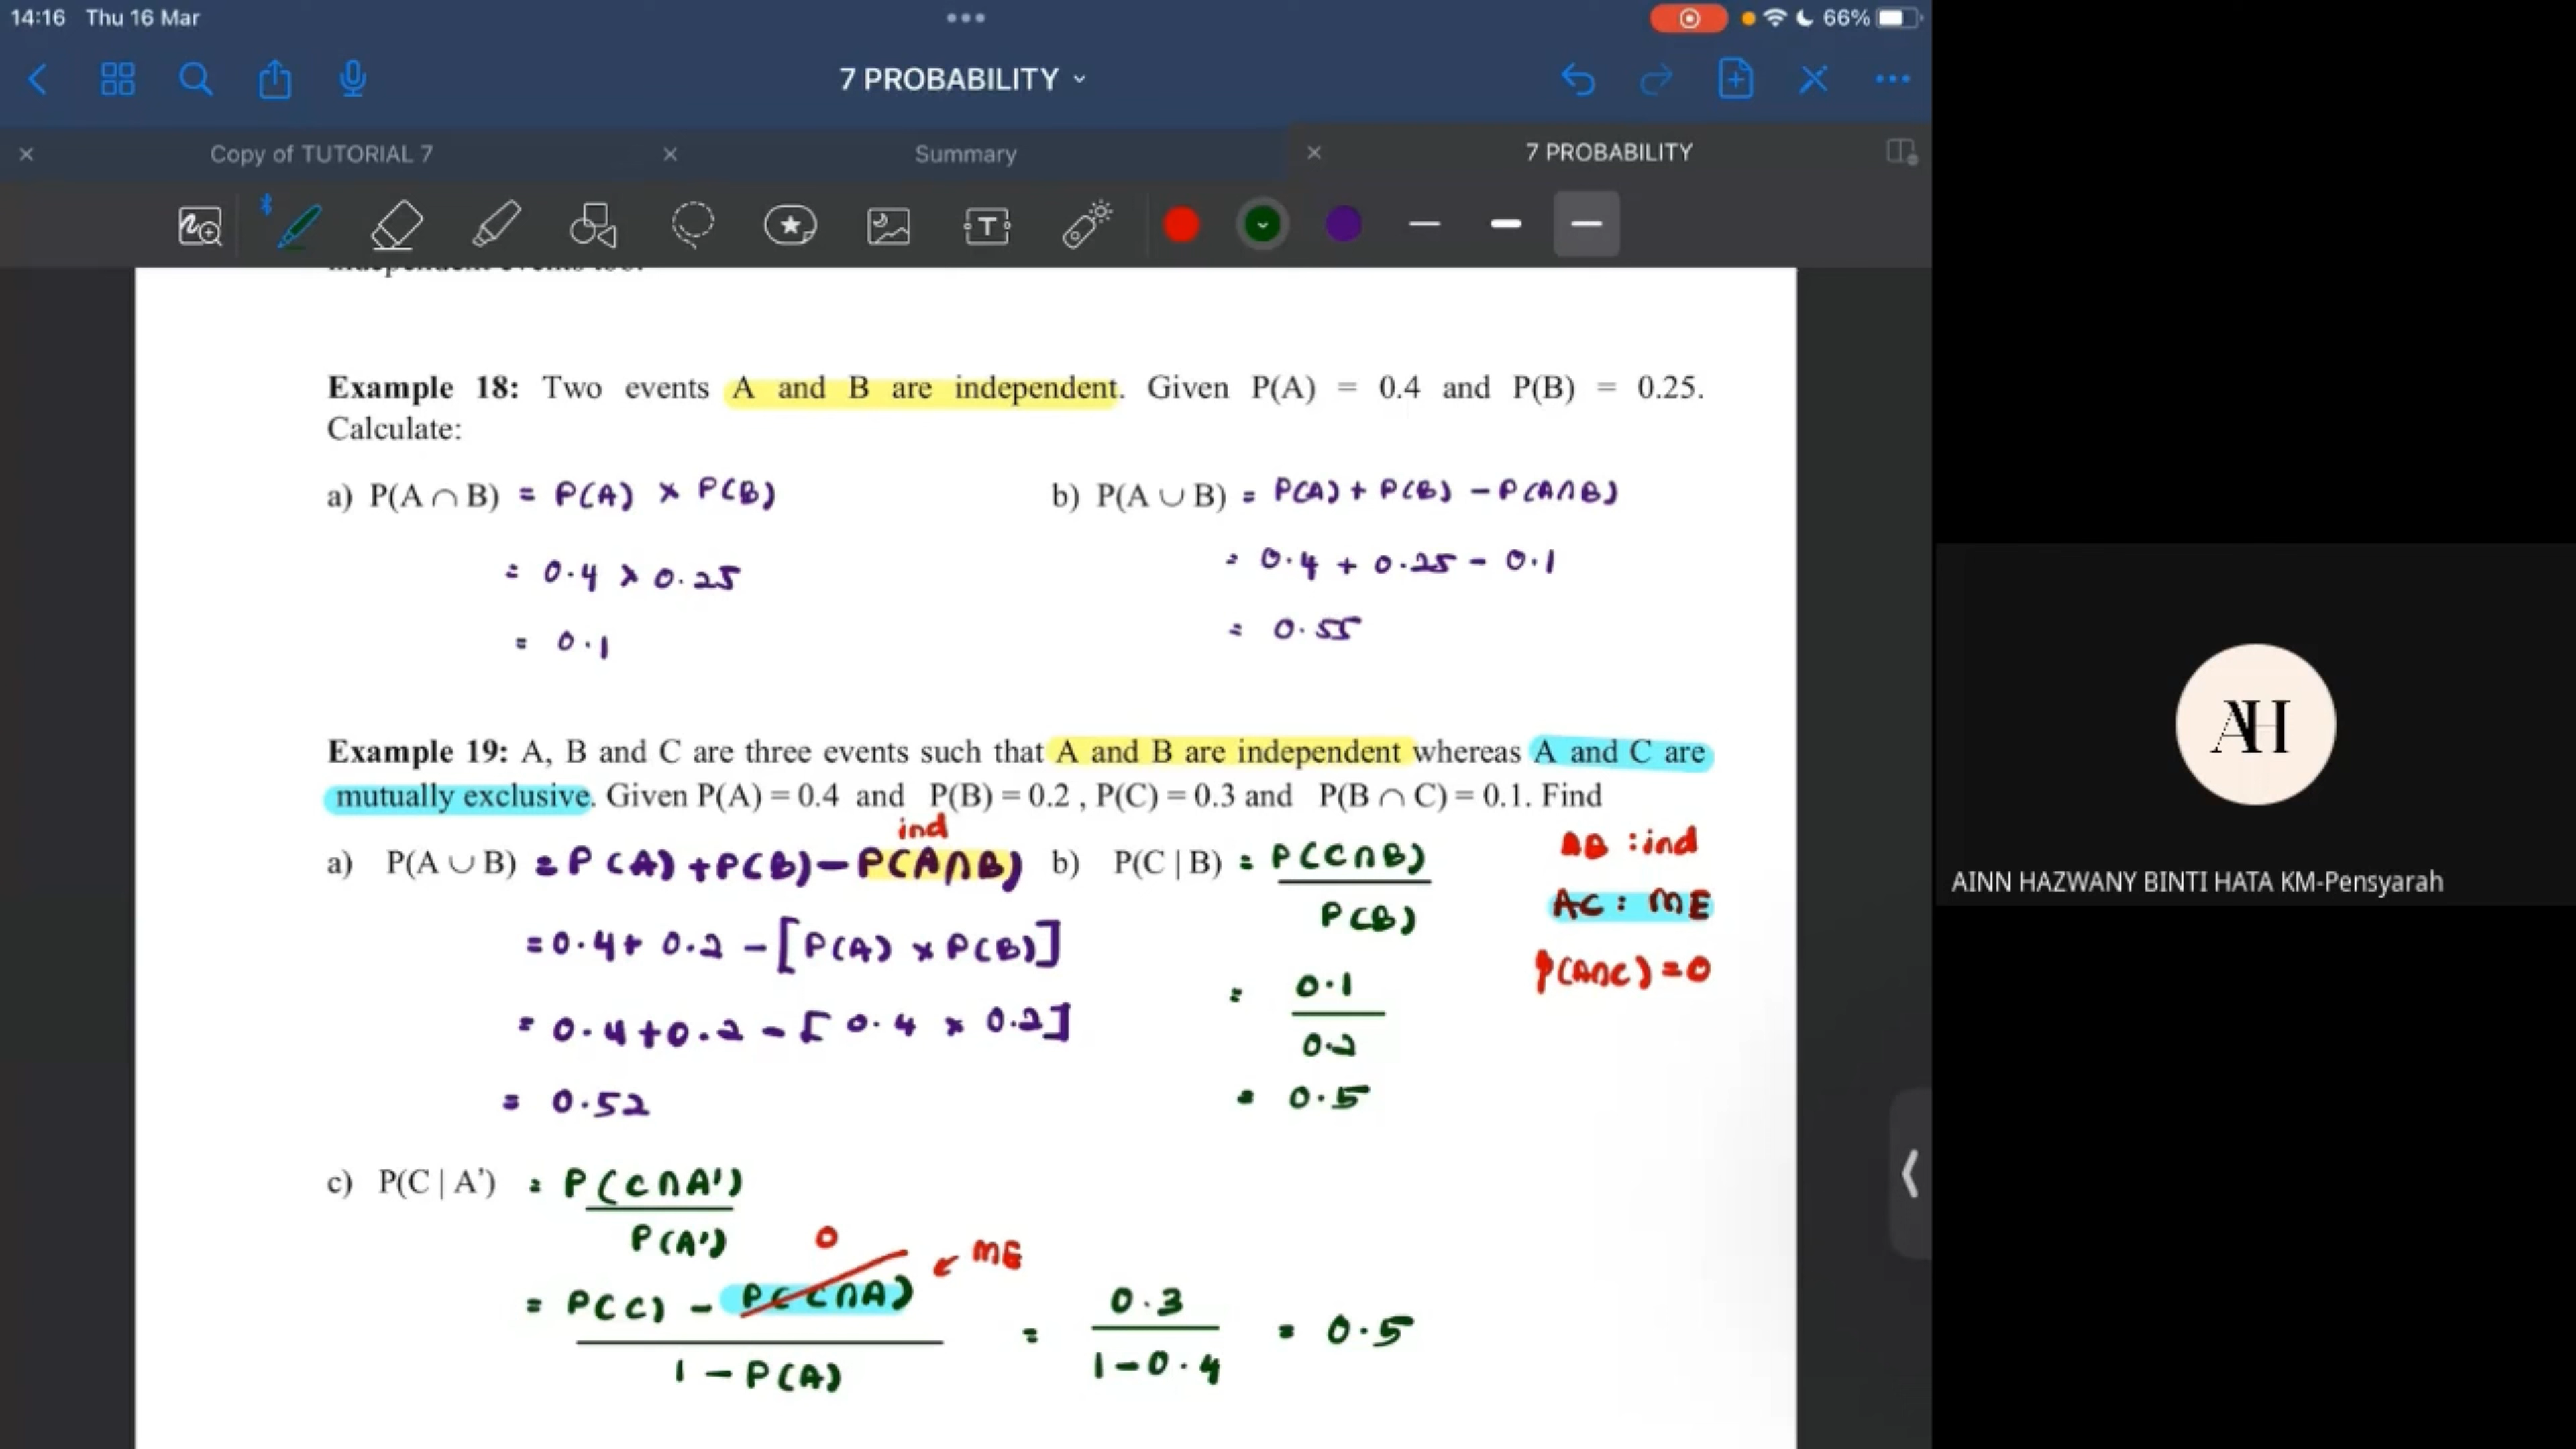 14:16 Thu 16 Mar
66%
7 PROBABILITY
Copy of TUTORIAL 7
Summary
7 PROBABILITY
Example 18: Two events A and B are independent. Given P(A) = 0.4 and P(B) = 0.25.
Calculate:
a) P(A ∩ B) = P(A) × P(B)
= 0.4 × 0.25
= 0.1
b) P(A ∪ B) = P(A) + P(B) - P(A∩B)
= 0.4 + 0.25 - 0.1
= 0.55
Example 19: A, B and C are three events such that A and B are independent whereas A and C are
mutually exclusive. Given P(A) = 0.4 and P(B) = 0.2 , P(C) = 0.3 and P(B ∩ C) = 0.1. Find
ind
a) P(A ∪ B) = P(A) + P(B) - P(A∩B)
= 0.4 + 0.2 - [P(A) × P(B)]
= 0.4 + 0.2 - [0.4 × 0.2]
= 0.52
b) P(C | B) = P(C∩B)
P(B)
= 0.1
0.2
= 0.5
AB : ind
AC : ME
P(A∩C) = 0
c) P(C | A’) = P(C∩A')
P(A')
0
ME
= P(C) - P(C∩A)
1 - P(A)
= 0.3
1 - 0.4
= 0.5
AH
AINN HAZWANY BINTI HATA KM-Pensyarah